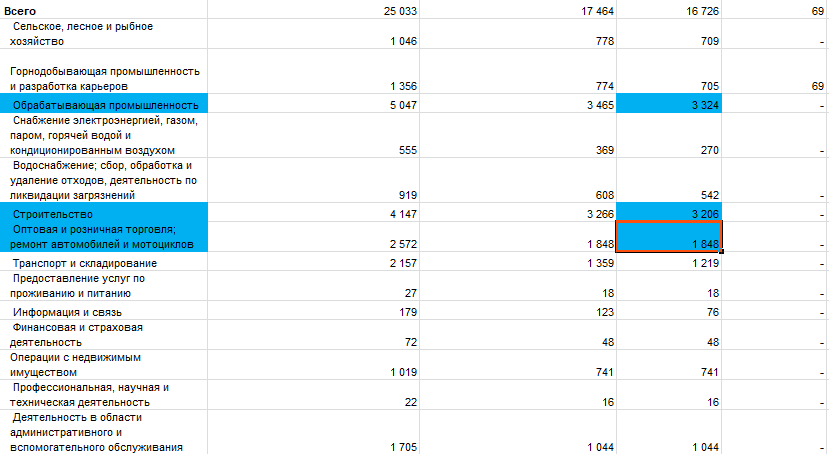 Всего 25 033 17 464 16 726 69
Сельское, лесное и рыбное
хозяйство 1 046 778 709 -
Горнодобывающая промышленность
и разработка карьеров 1 356 774 705 69
Обрабатывающая промышленность 5 047 3 465 3 324 -
Снабжение электроэнергией, газом,
паром, горячей водой и
кондиционированным воздухом 555 369 270 -
Водоснабжение; сбор, обработка и
удаление отходов, деятельность по
ликвидации загрязнений 919 608 542 -
Строительство 4 147 3 266 3 206 -
Оптовая и розничная торговля;
ремонт автомобилей и мотоциклов 2 572 1 848 1 848 -
Транспорт и складирование 2 157 1 359 1 219 -
Предоставление услуг по
проживанию и питанию 27 18 18 -
Информация и связь 179 123 76 -
Финансовая и страховая
деятельность 72 48 48 -
Операции с недвижимым
имуществом 1 019 741 741 -
Профессиональная, научная и
техническая деятельность 22 16 16 -
Деятельность в области
административного и
вспомогательного обслуживания 1 705 1 044 1 044 -